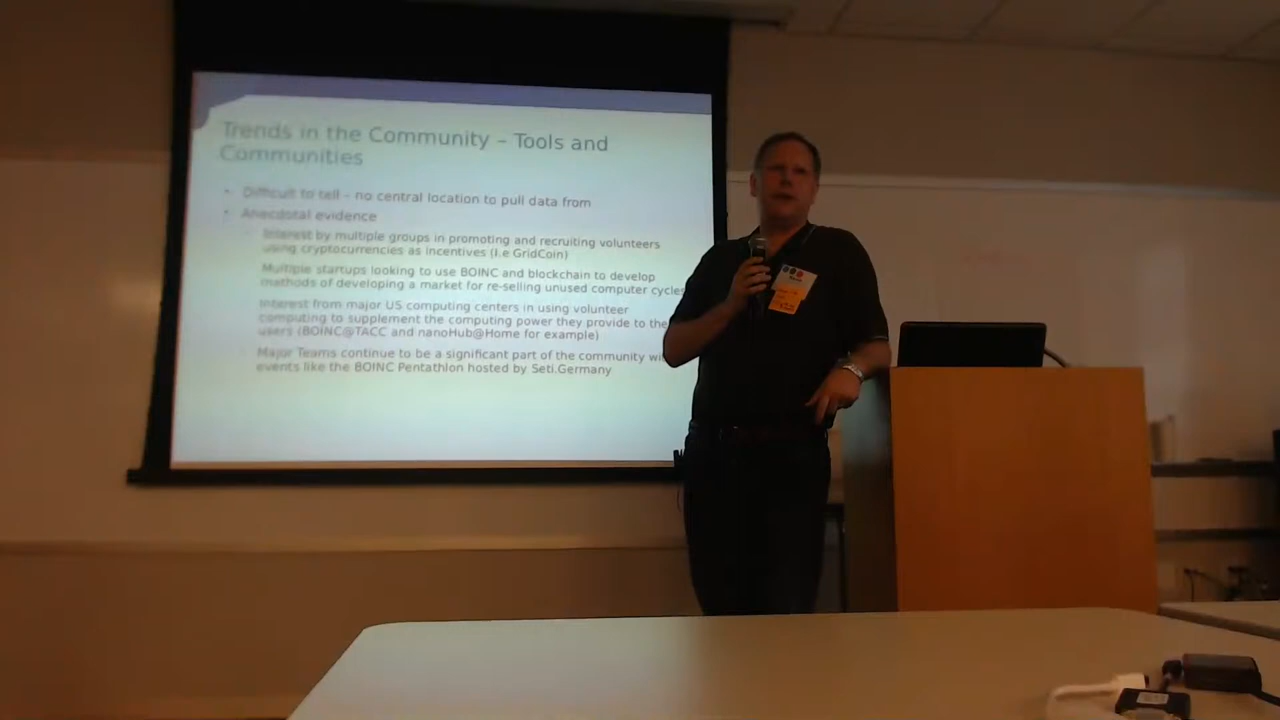 Trends in the Community – Tools and
Communities
• Difficult to tell – no central location to pull data from
• Anecdotal evidence
Interest by multiple groups in promoting and recruiting volunteers
using cryptocurrencies as incentives (I.e GridCoin)
Multiple startups looking to use BOINC and blockchain to develop
methods of developing a market for re-selling unused computer cycles
Interest from major US computing centers in using volunteer
computing to supplement the computing power they provide to the
users (BOINC@TACC and nanoHub@Home for example)
Major Teams continue to be a significant part of the community
events like the BOINC Pentathlon hosted by Seti.Germany